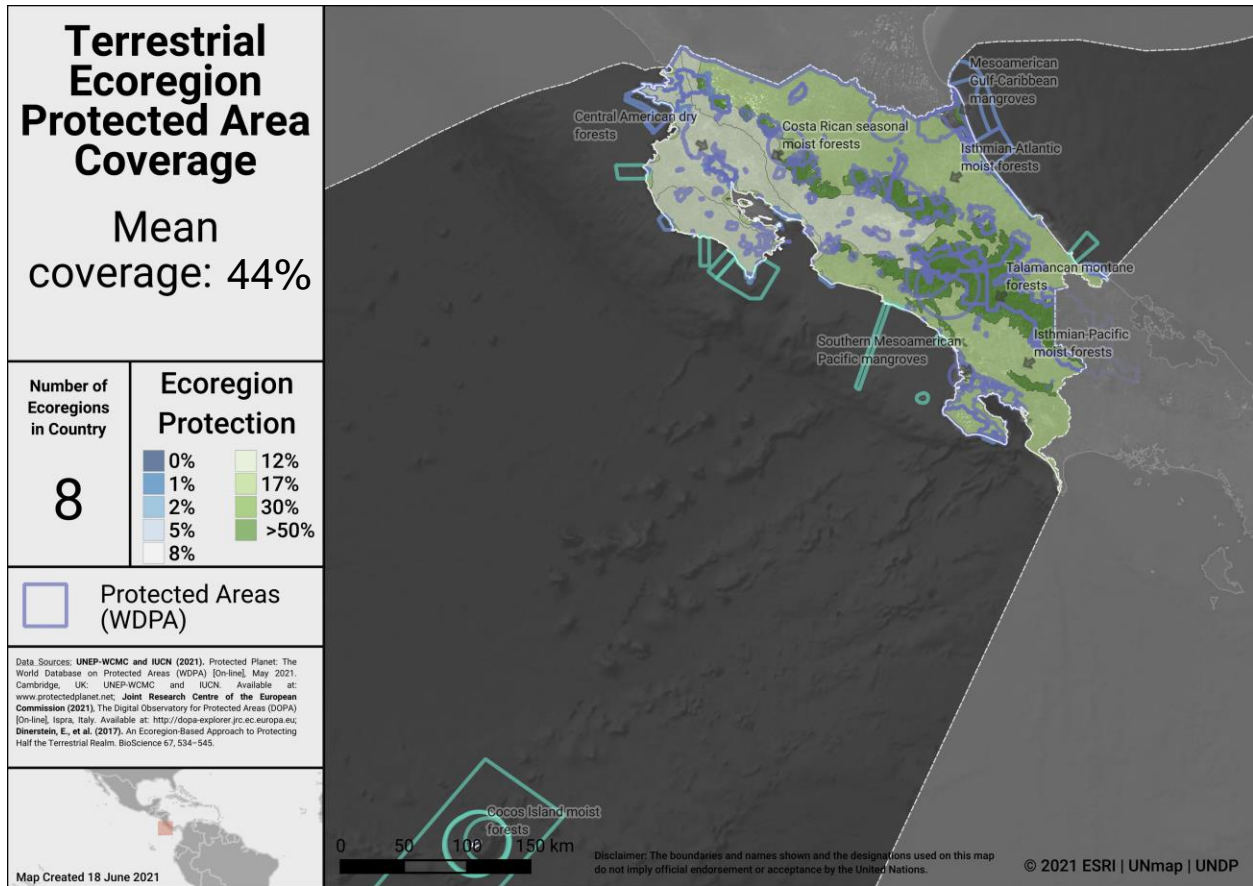 Terrestrial
Ecoregion
Protected Area
Coverage
Mean
coverage: 44%
Number of
Ecoregions
in Country
8
Ecoregion
Protection
0%
1%
2%
5%
8%
12%
17%
30%
>50%
Protected Areas
(WDPA)
Data Sources: UNEP-WCMC and IUCN (2021). Protected Planet: The
World Database on Protected Areas (WDPA) [On-line], May 2021.
Cambridge, UK: UNEP-WCMC and IUCN. Available at:
www.protectedplanet.net; Joint Research Centre of the European
Commission (2021), The Digital Observatory for Protected Areas (DOPA)
[On-line], Ispra, Italy. Available at: http://dopa-explorer.jrc.ec.europa.eu;
Dinerstein, E., et al. (2017). An Ecoregion-Based Approach to Protecting
Half the Terrestrial Realm. BioScience 67, 534–545.
Map Created 18 June 2021
Mesoamerican
Gulf-Caribbean
mangroves
Central American dry
forests
Costa Rican seasonal
moist forests
Isthmian-Atlantic
moist forests
Talamancan montane
forests
Isthmian-Pacific
moist forests
Southern Mesoamerican
Pacific mangroves
Cocos Island moist
forests
0 50 100 150 km
Disclaimer: The boundaries and names shown and the designations used on this map
do not imply official endorsement or acceptance by the United Nations.
© 2021 ESRI | UNmap | UNDP